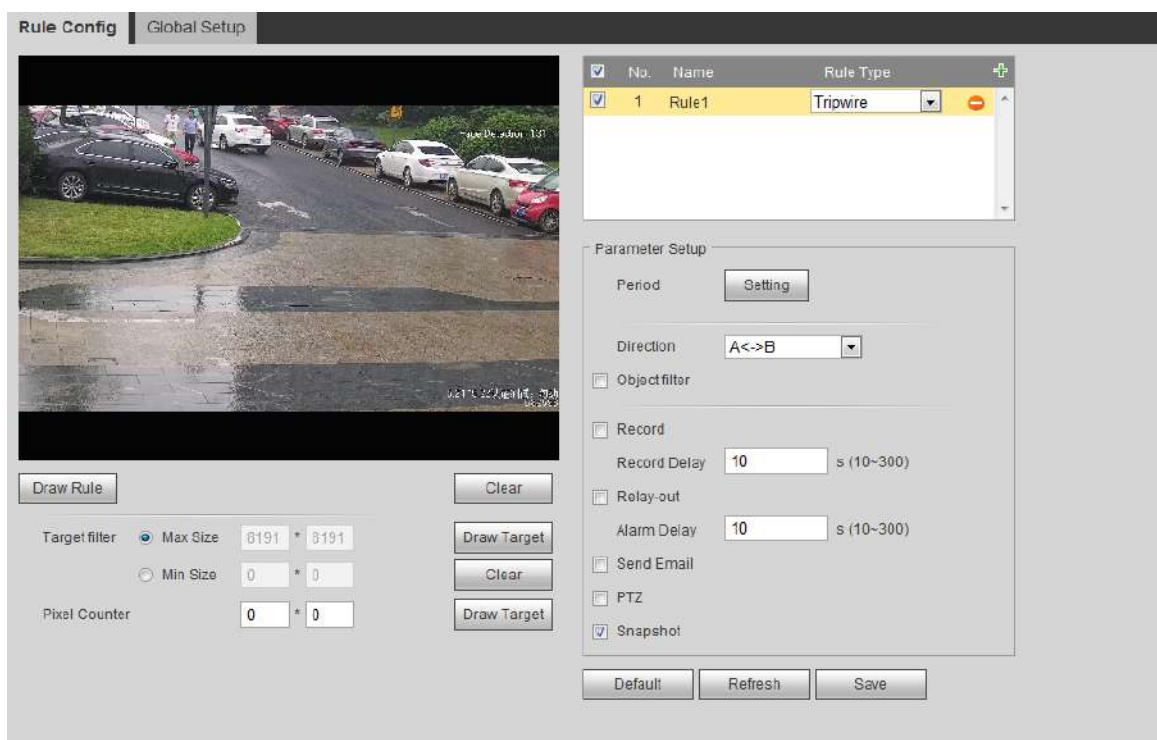 Rule Config
Global Setup
No. Name Rule Type
1 Rule1 Tripwire
Parameter Setup
Period Setting
Direction A<->B
Object filter
Record
Record Delay 10 s (10~300)
Relay-out
Alarm Delay 10 s (10~300)
Send Email
PTZ
Snapshot
Default Refresh Save
Draw Rule Clear
Target filter Max Size 8191 * 8191 Draw Target
Min Size 0 * 0 Clear
Pixel Counter 0 * 0 Draw Target